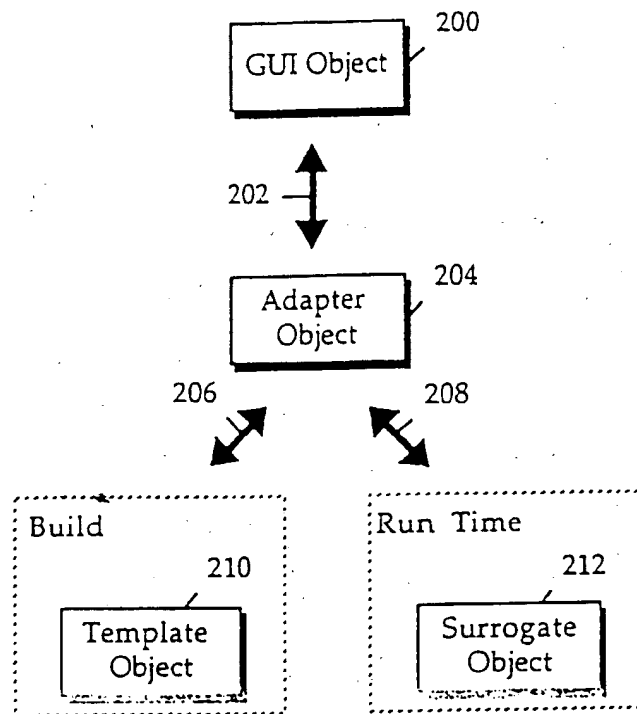 200
GUI Object
202
204
Adapter
Object
206
208
Build
Run Time
210
212
Template
Object
Surrogate
Object